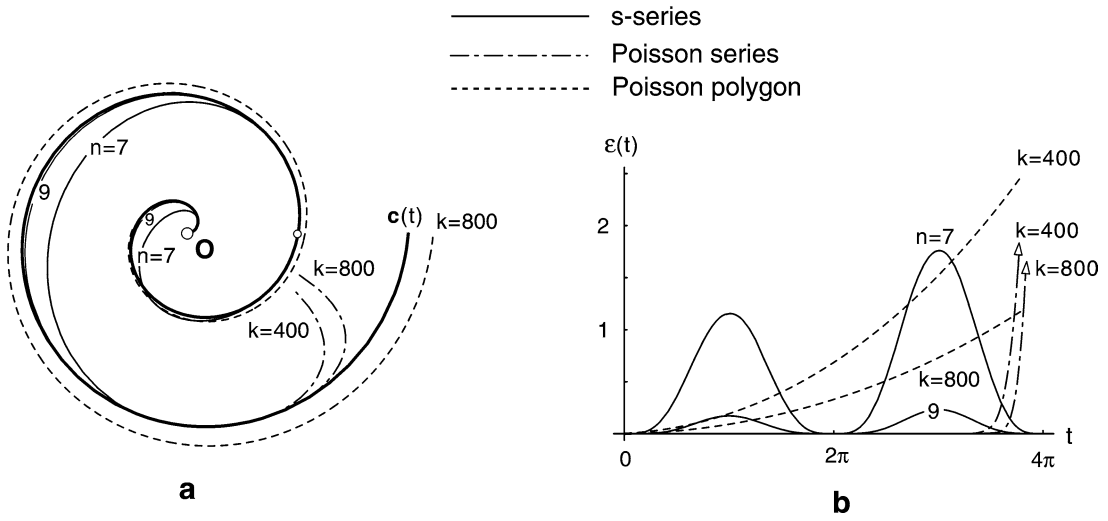 s-series
Poisson series
Poisson polygon
n=7
9
9
n=7
O
c(t)
k=800
k=800
k=400
a
ε(t)
2
1
0
2π
4π
t
n=7
9
k=400
k=400
k=800
k=800
b